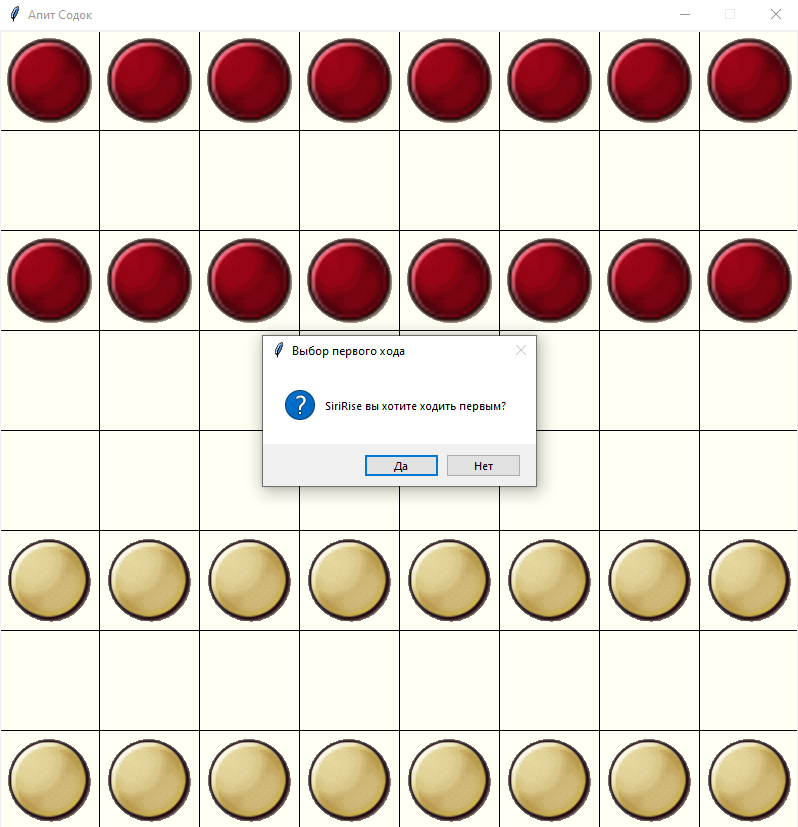 Апит Содок
Выбор первого хода
?
SiriRise вы хотите ходить первым?
Да
Нет